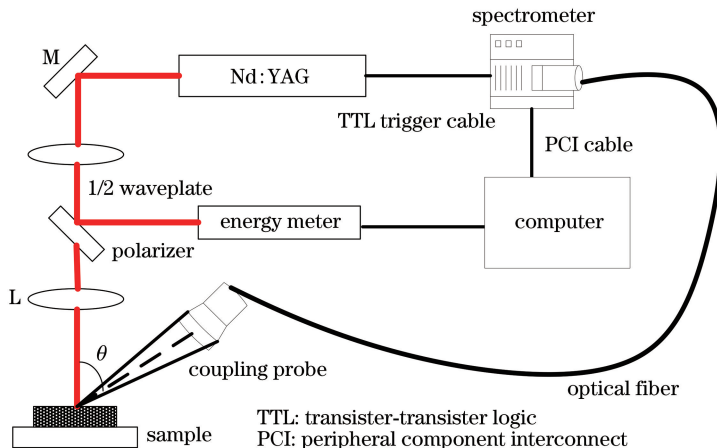 spectrometer
M
Nd:YAG
TTL trigger cable
PCI cable
1/2 waveplate
energy meter
computer
polarizer
L
θ
coupling probe
optical fiber
sample
TTL: transister-transister logic
PCI: peripheral component interconnect